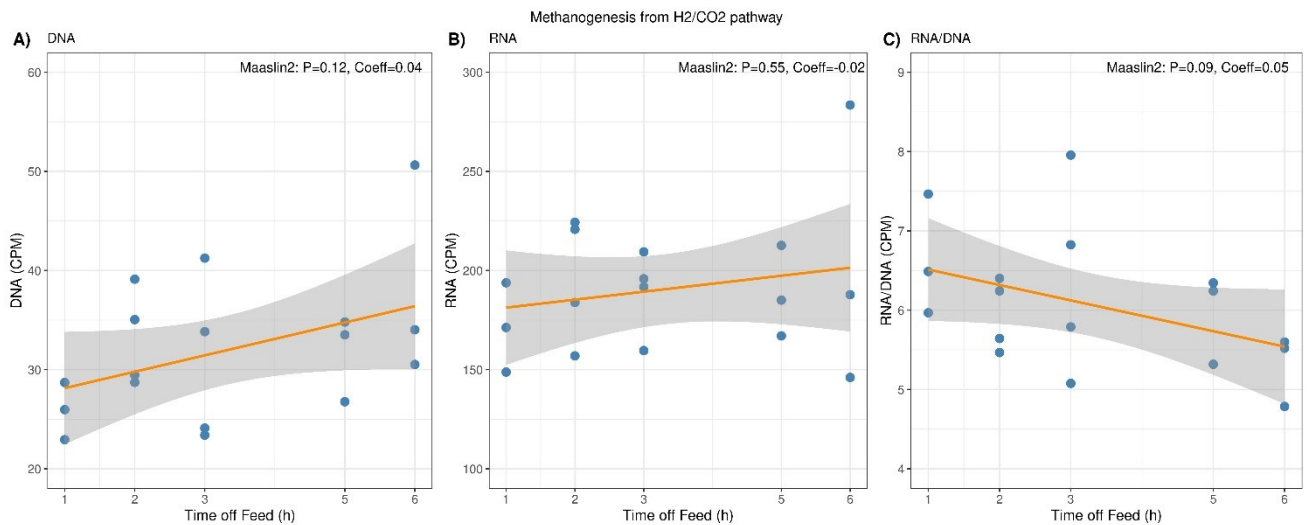 Methanogenesis from H2/CO2 pathway
A) DNA
Maaslin2: P=0.12, Coeff=0.04
DNA (CPM)
60
50
40
30
20
1 2 3 5 6
Time off Feed (h)
B) RNA
Maaslin2: P=0.55, Coeff=-0.02
RNA (CPM)
300
250
200
150
100
1 2 3 5 6
Time off Feed (h)
C) RNA/DNA
Maaslin2: P=0.09, Coeff=0.05
RNA/DNA (CPM)
9
8
7
6
5
4
1 2 3 5 6
Time off Feed (h)